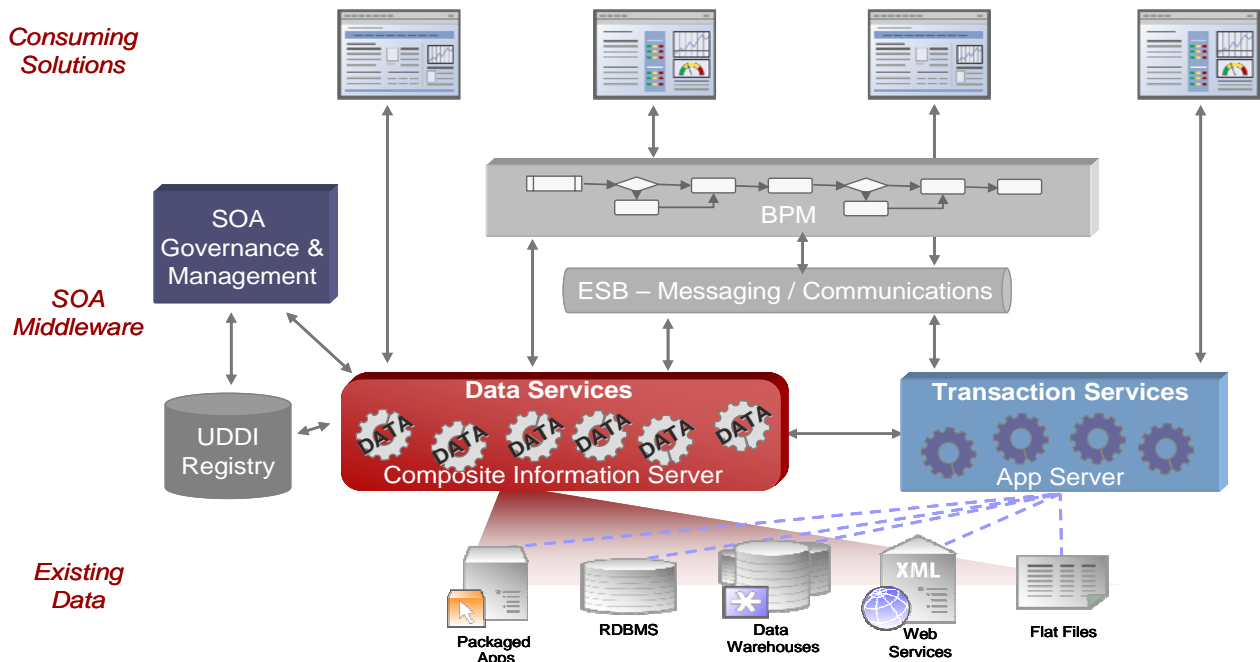 Consuming
Solutions
BPM
SOA
Governance &
Management
ESB – Messaging / Communications
SOA
Middleware
Data Services
Transaction Services
DATA
DATA
DATA
DATA
DATA
DATA
UDDI
Registry
Composite Information Server
App Server
Existing
Data
XML
Packaged
Apps
RDBMS
Data
Warehouses
Web
Services
Flat Files